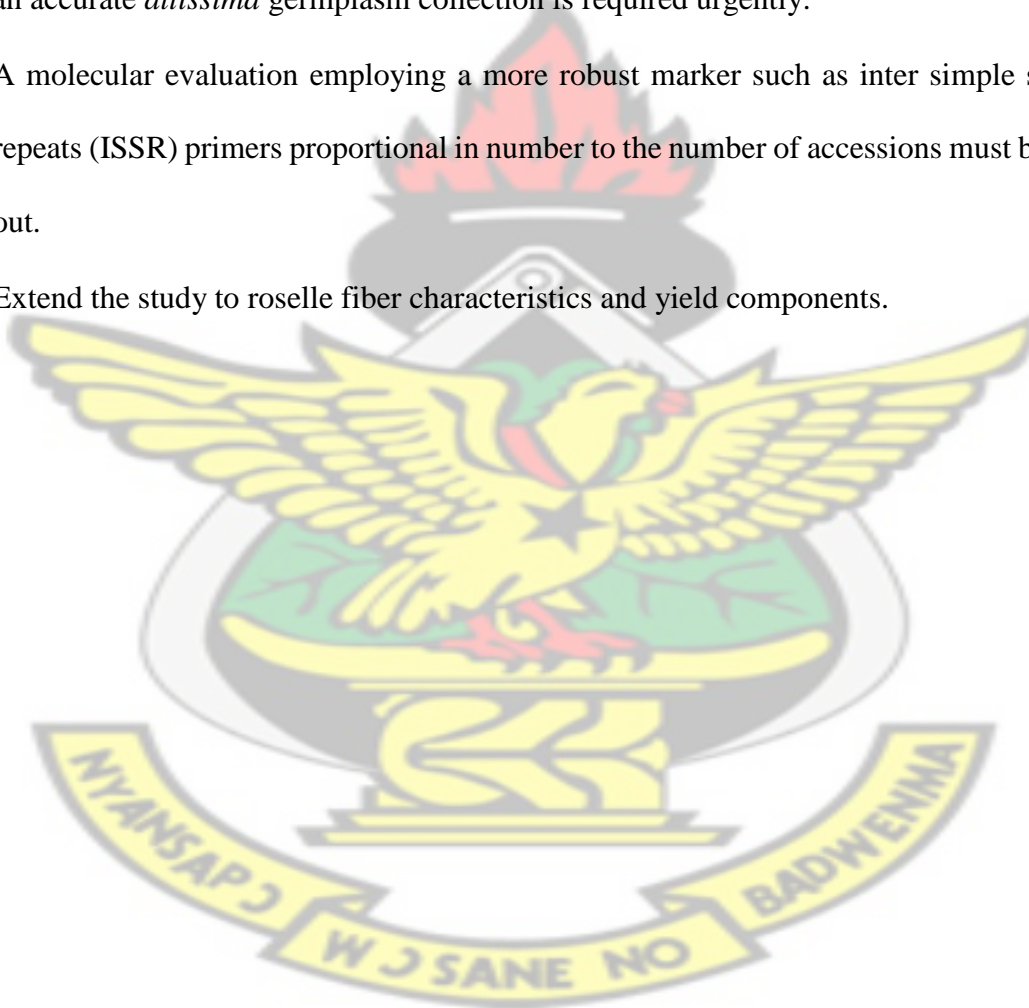 an accurate altissima germplasm collection is required urgently.
A molecular evaluation employing a more robust marker such as inter simple s
repeats (ISSR) primers proportional in number to the number of accessions must b
out.
Extend the study to roselle fiber characteristics and yield components.
NYANSAPƆ
WƆSANE NO
BADWENMA